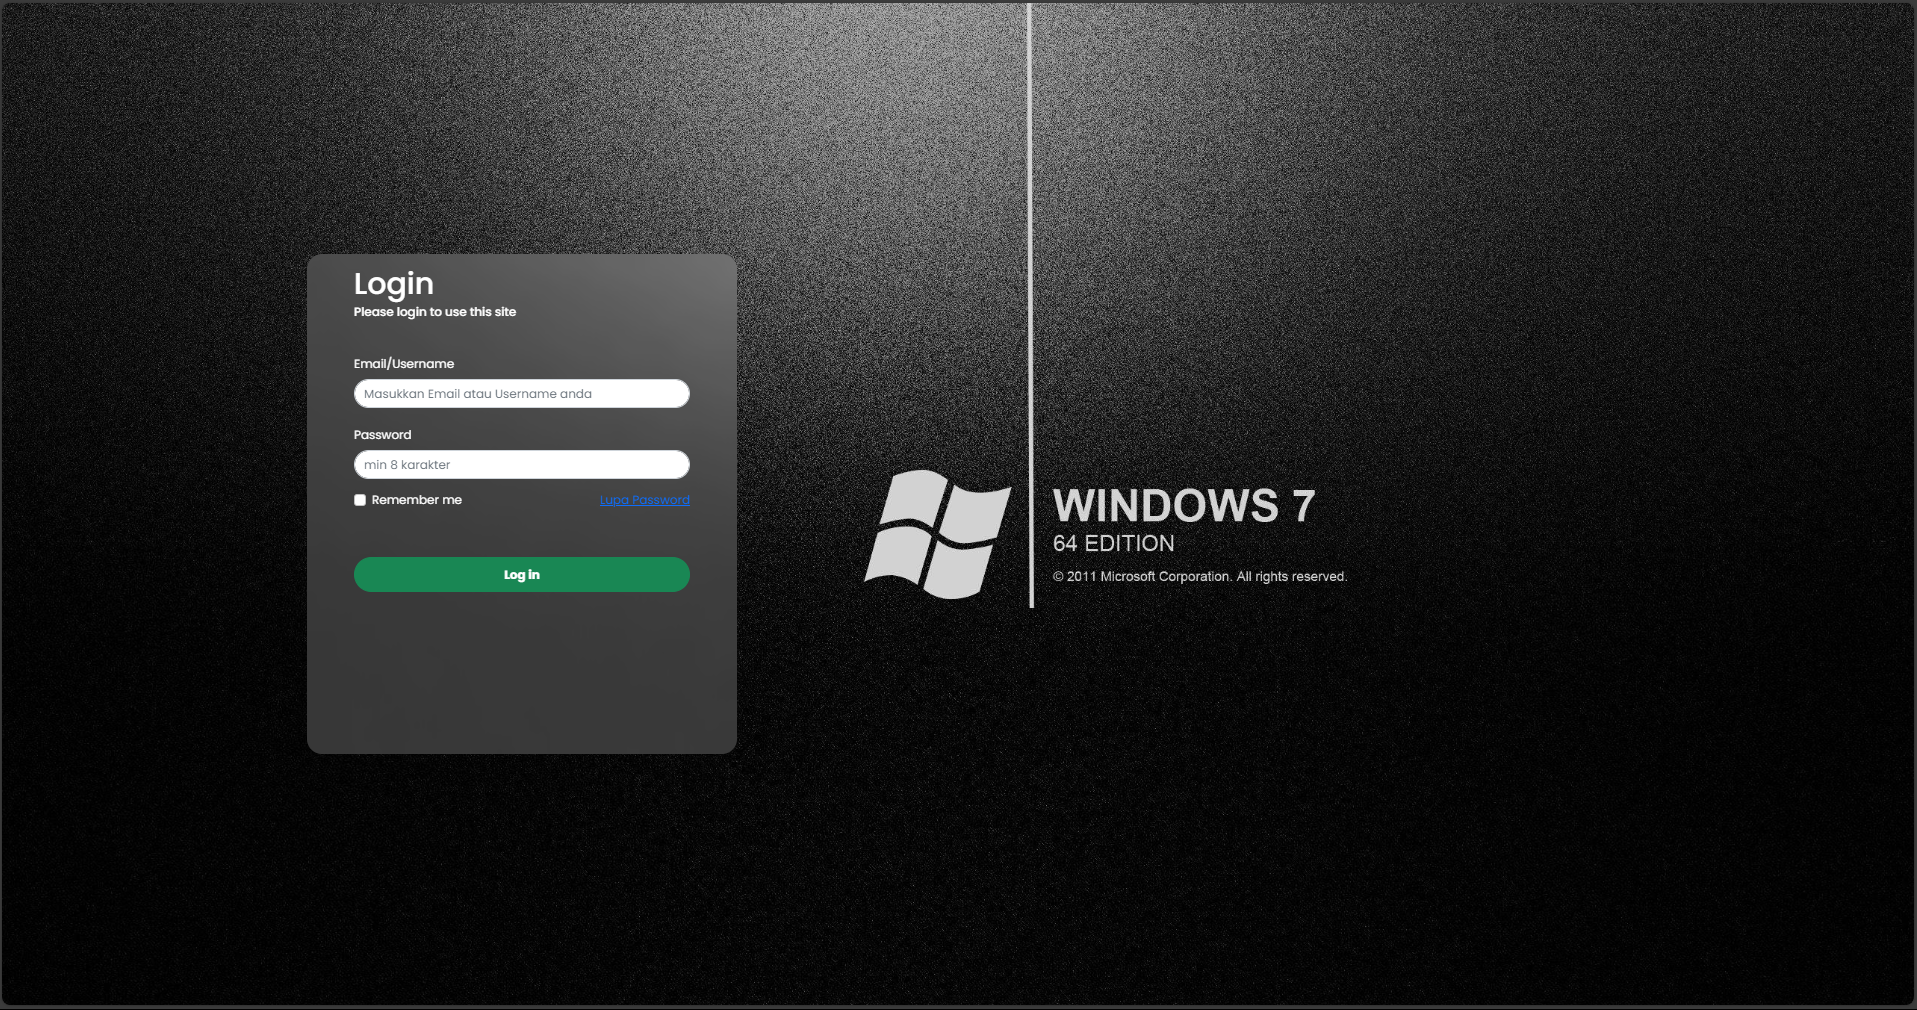 Login
Please login to use this site
Email/Username
Masukkan Email atau Username anda
Password
min 8 karakter
Remember me
Lupa Password
Log in
WINDOWS 7
64 EDITION
© 2011 Microsoft Corporation. All rights reserved.